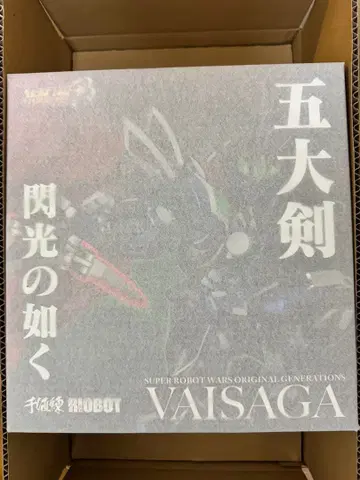 五大剣
閃光の如く
千値練 RIOBOT
SUPER ROBOT WARS ORIGINAL GENERATIONS
VAISAGA